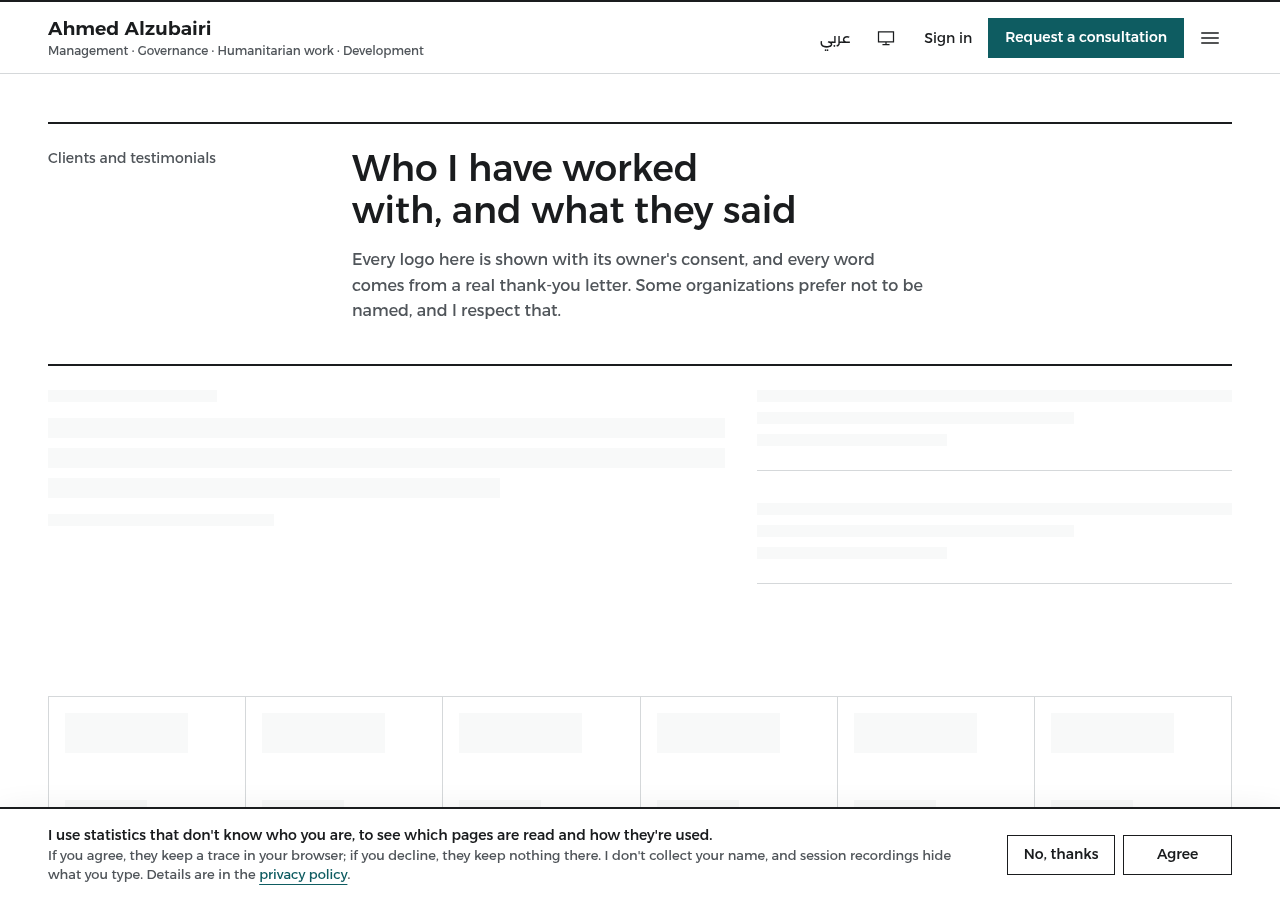 Ahmed Alzubairi
Management · Governance · Humanitarian work · Development
عربي
Sign in
Request a consultation
Clients and testimonials
Who I have worked
with, and what they said
Every logo here is shown with its owner's consent, and every word
comes from a real thank-you letter. Some organizations prefer not to be
named, and I respect that.
I use statistics that don't know who you are, to see which pages are read and how they're used.
If you agree, they keep a trace in your browser; if you decline, they keep nothing there. I don't collect your name, and session recordings hide
what you type. Details are in the privacy policy.
No, thanks
Agree